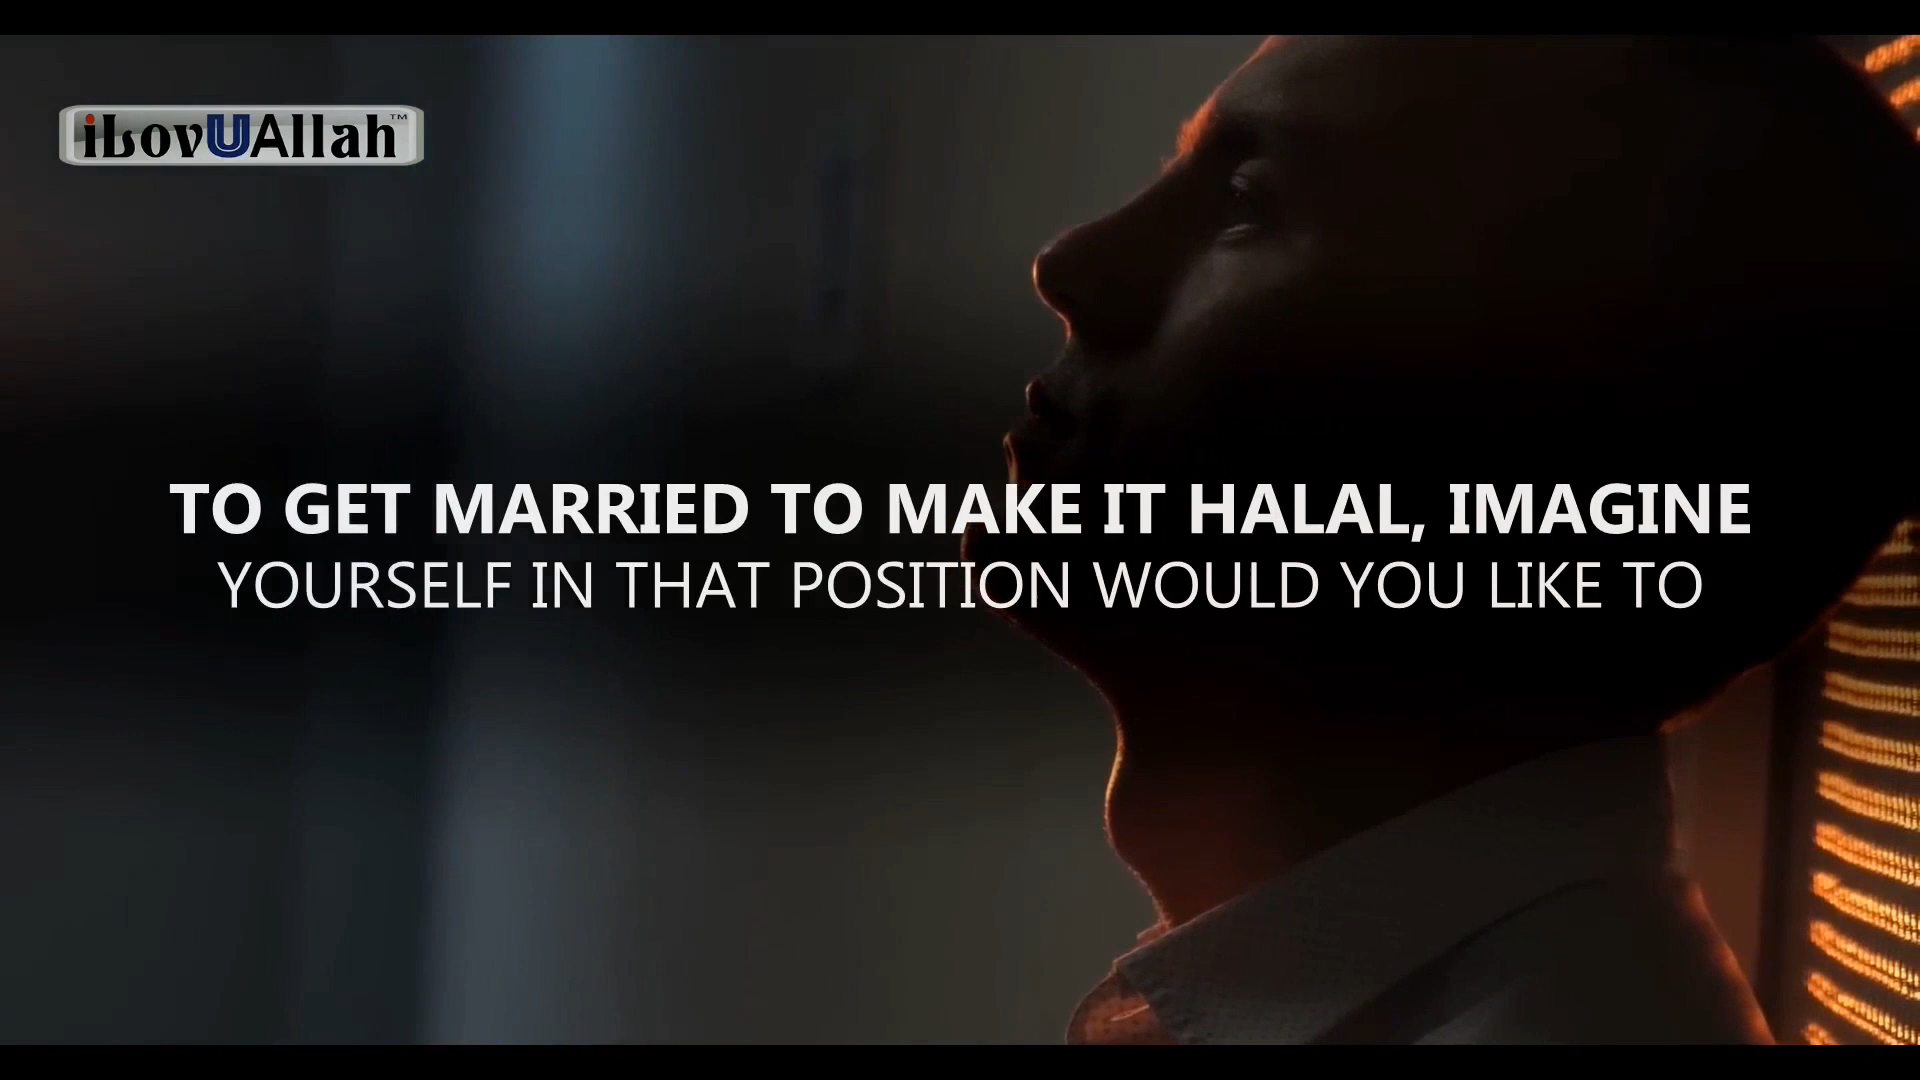 iLovUAllah™
TO GET MARRIED TO MAKE IT HALAL, IMAGINE
YOURSELF IN THAT POSITION WOULD YOU LIKE TO